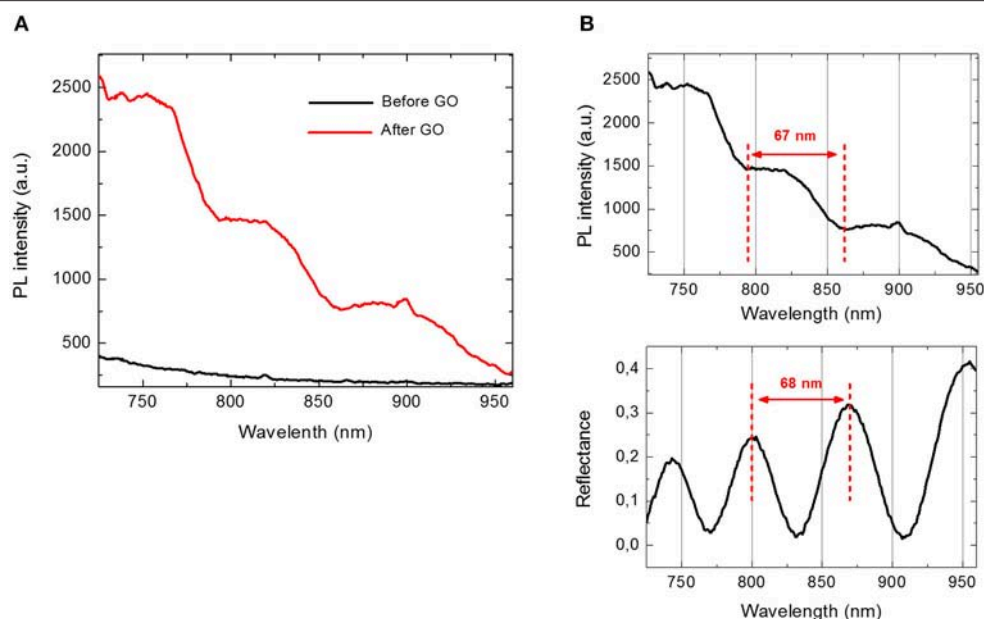 A
PL intensity (a.u.)
2500
2000
1500
1000
500
Before GO
After GO
750 800 850 900 950
Wavelenth (nm)
B
PL intensity (a.u.)
2500
2000
1500
1000
500
67 nm
750 800 850 900 950
Wavelength (nm)
Reflectance
0,4
0,3
0,2
0,1
0,0
68 nm
750 800 850 900 950
Wavelength (nm)